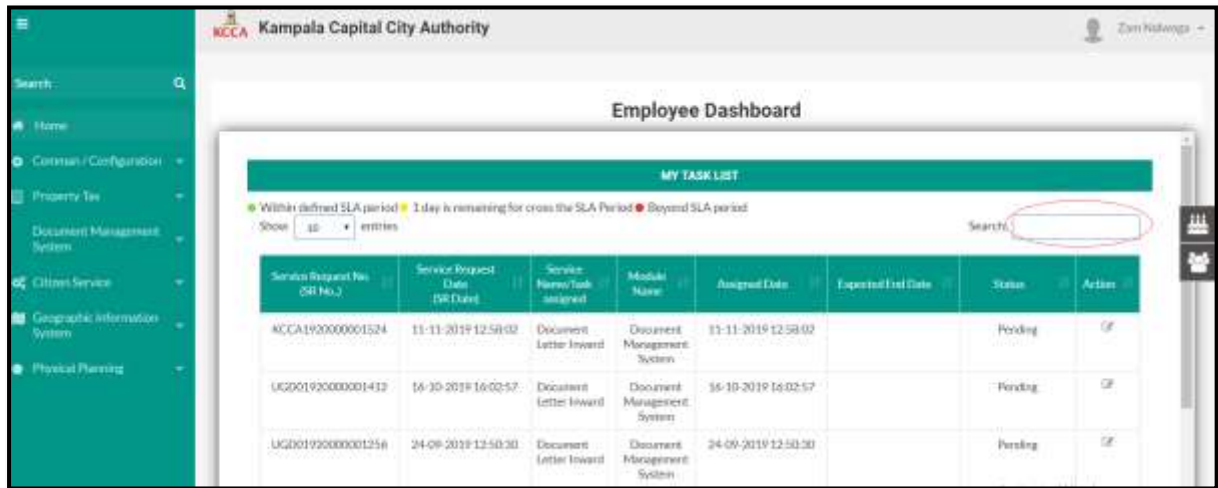 KCCA Kampala Capital City Authority
Zam Nalwoga
Search
Home
Common / Configuration
Property Tax
Document Management
System
Citizen Service
Geographic Information
System
Physical Planning
Employee Dashboard
MY TASK LIST
Within defined SLA period 1 day is remaining for cross the SLA Period Beyond SLA period
Show 10 entries
Search:
Service Request No.
(SR No.)
Service Request
Date
(SR Date)
Service
Name/Task
assigned
Module
Name
Assigned Date
Expected End Date
Status
Action
KCCA1920000001524 11-11-2019 12:58:02 Document Document 11-11-2019 12:58:02 Pending
Letter Inward Management
System
UGD01920000001412 16-10-2019 16:02:57 Document Document 16-10-2019 16:02:57 Pending
Letter Inward Management
System
UGD01920000001256 24-09-2019 12:50:30 Document Document 24-09-2019 12:50:30 Pending
Letter Inward Management
System